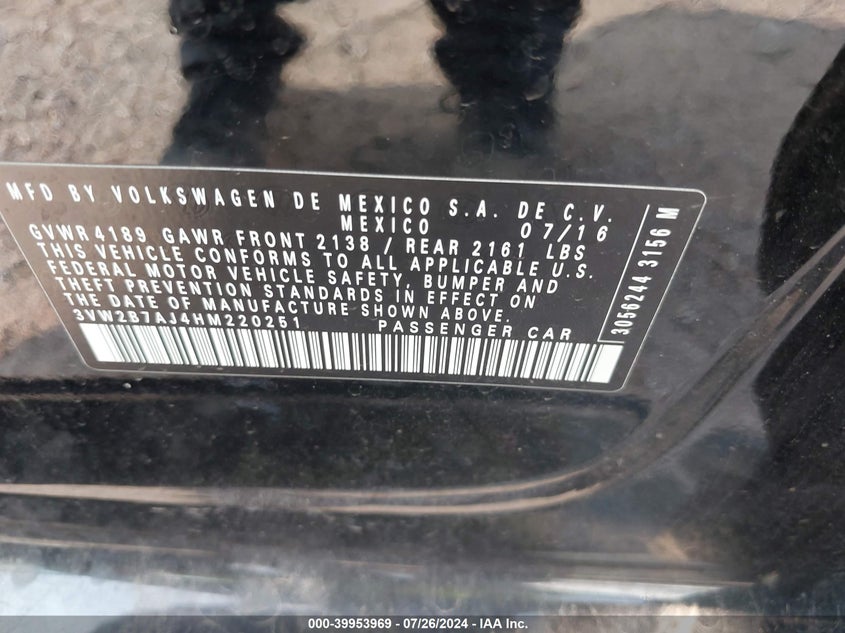 MFD BY VOLKSWAGEN DE MEXICO S.A. DE C.V.
MEXICO 07/16
GVWR 4189 GAWR FRONT 2138 / REAR 2161 LBS
THIS VEHICLE CONFORMS TO ALL APPLICABLE U.S.
FEDERAL MOTOR VEHICLE SAFETY, BUMPER AND
THEFT PREVENTION STANDARDS IN EFFECT ON
THE DATE OF MANUFACTURE SHOWN ABOVE.
3VW2B7AJ4HM220251 PASSENGER CAR
3056244 3156 M
000-39953969 - 07/26/2024 - IAA Inc.